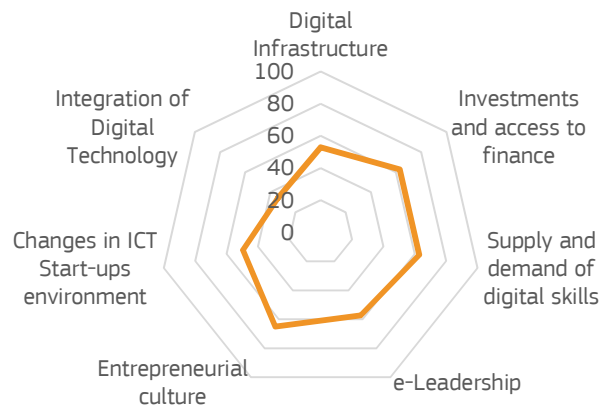 Digital
Infrastructure
100
80
60
40
20
0
Investments
and access to
finance
Supply and
demand of
digital skills
e-Leadership
Entrepreneurial
culture
Changes in ICT
Start-ups
environment
Integration of
Digital
Technology